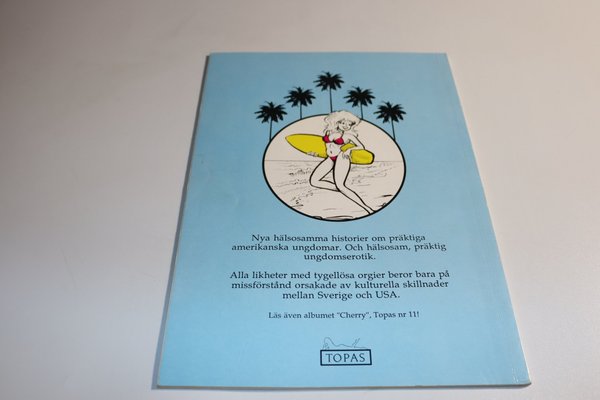 Nya hälsosamma historier om präktiga
amerikanska ungdomar. Och hälsosam, präktig
ungdomserotik.
Alla likheter med tygellösa orgier beror bara på
missförstånd orsakade av kulturella skillnader
mellan Sverige och USA.
Läs även albumet "Cherry", Topas nr 11!
TOPAS